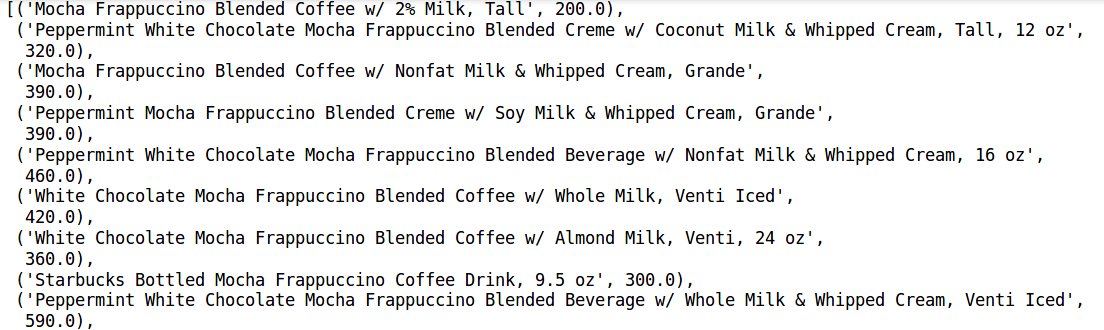 [('Mocha Frappuccino Blended Coffee w/ 2% Milk, Tall', 200.0),
('Peppermint White Chocolate Mocha Frappuccino Blended Creme w/ Coconut Milk & Whipped Cream, Tall, 12 oz',
320.0),
('Mocha Frappuccino Blended Coffee w/ Nonfat Milk & Whipped Cream, Grande',
390.0),
('Peppermint Mocha Frappuccino Blended Creme w/ Soy Milk & Whipped Cream, Grande',
390.0),
('Peppermint White Chocolate Mocha Frappuccino Blended Beverage w/ Nonfat Milk & Whipped Cream, 16 oz',
460.0),
('White Chocolate Mocha Frappuccino Blended Coffee w/ Whole Milk, Venti Iced',
420.0),
('White Chocolate Mocha Frappuccino Blended Coffee w/ Almond Milk, Venti, 24 oz',
360.0),
('Starbucks Bottled Mocha Frappuccino Coffee Drink, 9.5 oz', 300.0),
('Peppermint White Chocolate Mocha Frappuccino Blended Beverage w/ Whole Milk & Whipped Cream, Venti Iced',
590.0),